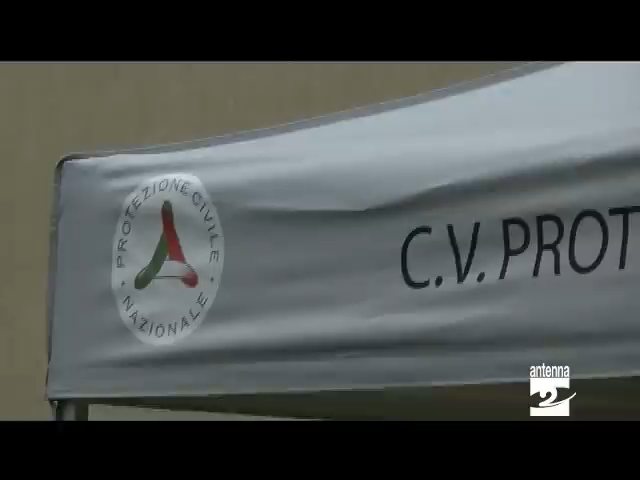 PROTEZIONE CIVILE
NAZIONALE
C.V. PROT
antenna
2